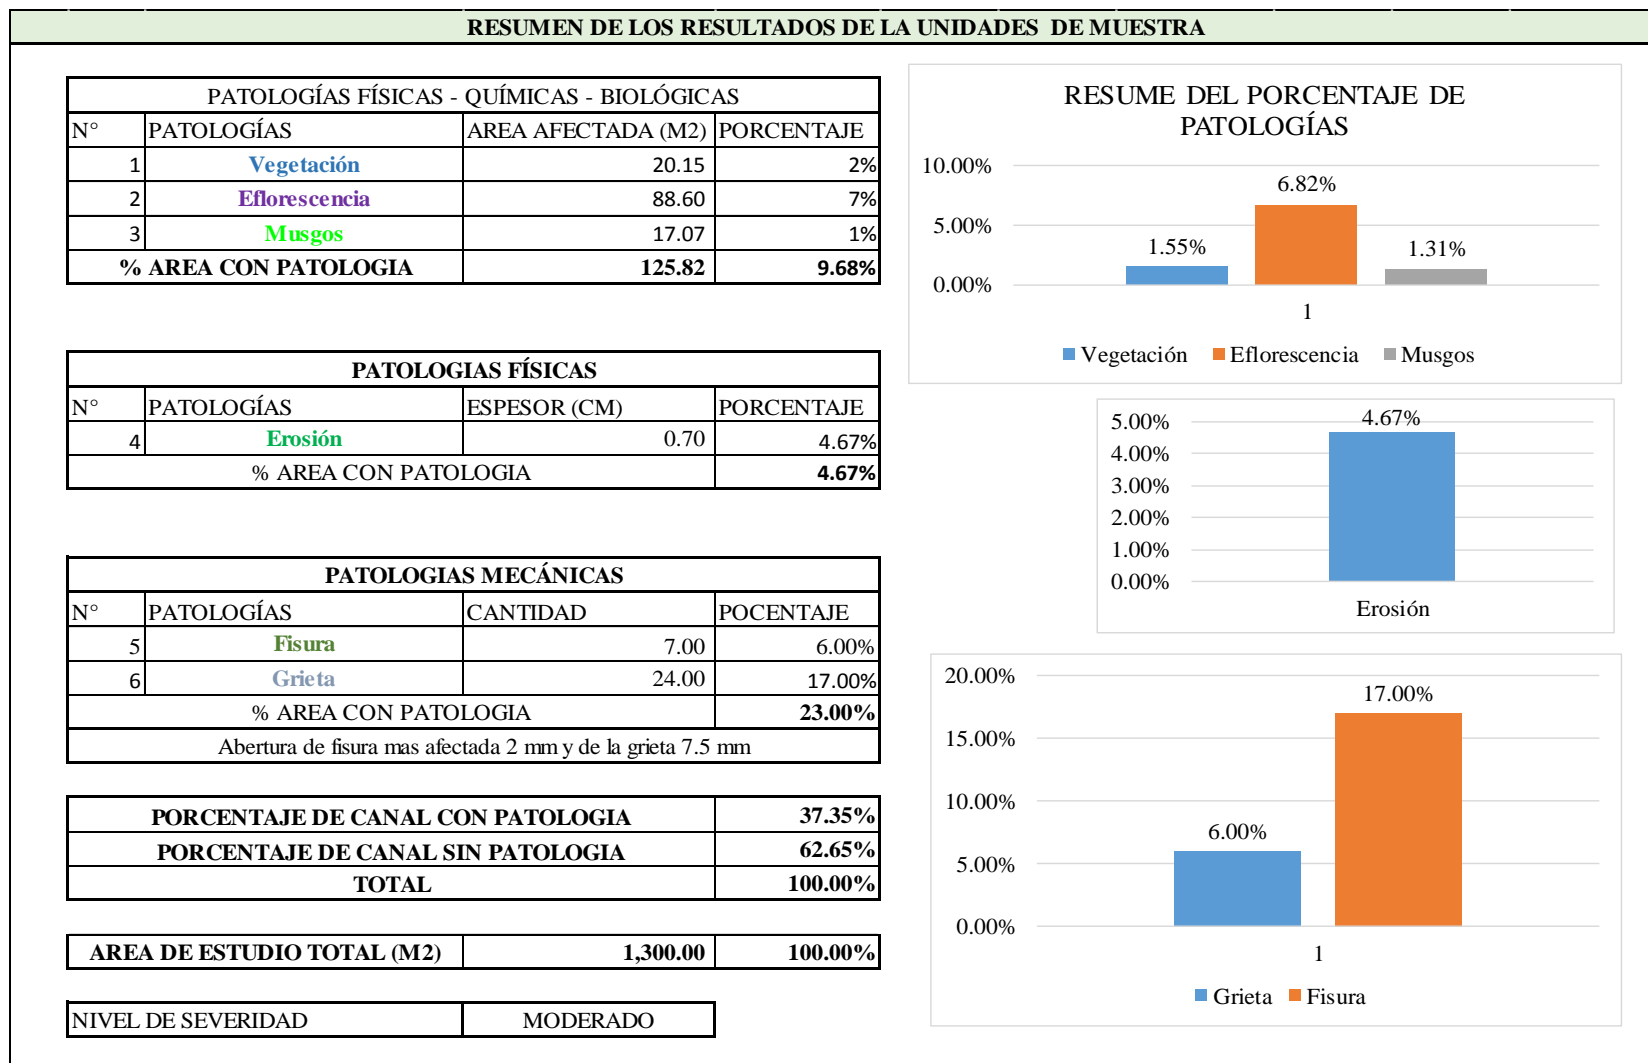 RESUMEN DE LOS RESULTADOS DE LA UNIDADES DE MUESTRA
PATOLOGÍAS FÍSICAS - QUÍMICAS - BIOLÓGICAS
N° PATOLOGÍAS AREA AFECTADA (M2) PORCENTAJE
1 Vegetación 20.15 2%
2 Eflorescencia 88.60 7%
3 Musgos 17.07 1%
% AREA CON PATOLOGIA 125.82 9.68%
PATOLOGIAS FÍSICAS
N° PATOLOGÍAS ESPESOR (CM) PORCENTAJE
4 Erosión 0.70 4.67%
% AREA CON PATOLOGIA 4.67%
PATOLOGIAS MECÁNICAS
N° PATOLOGÍAS CANTIDAD POCENTAJE
5 Fisura 7.00 6.00%
6 Grieta 24.00 17.00%
% AREA CON PATOLOGIA 23.00%
Abertura de fisura mas afectada 2 mm y de la grieta 7.5 mm
PORCENTAJE DE CANAL CON PATOLOGIA 37.35%
PORCENTAJE DE CANAL SIN PATOLOGIA 62.65%
TOTAL 100.00%
AREA DE ESTUDIO TOTAL (M2) 1,300.00 100.00%
NIVEL DE SEVERIDAD MODERADO
RESUME DEL PORCENTAJE DE
PATOLOGÍAS
10.00%
5.00%
0.00%
1.55%
6.82%
1.31%
1
Vegetación Eflorescencia Musgos
5.00%
4.00%
3.00%
2.00%
1.00%
0.00%
4.67%
Erosión
20.00%
15.00%
10.00%
5.00%
0.00%
6.00%
17.00%
1
Grieta Fisura